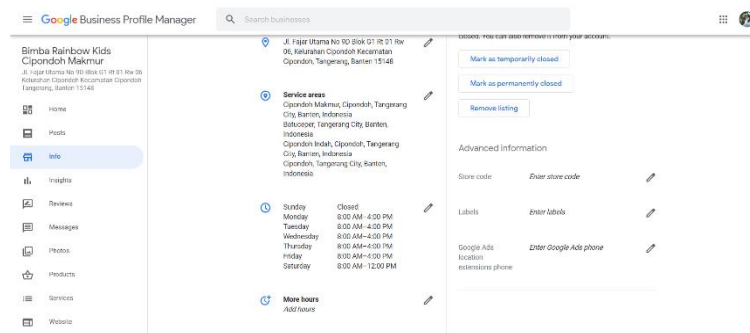 Google Business Profile Manager
Search businesses
Bimba Rainbow Kids
Cipondoh Makmur
Jl. Fajar Utama No 90 Blok G1 Rt 01 Rw 06
Kelurahan Cipondoh Kecamatan Cipondoh
Tangerang, Banten 15148
Home
Posts
Info
Insights
Reviews
Messages
Photos
Products
Services
Website
Jl. Fajar Utama No 90 Blok G1 Rt 01 Rw
06, Kelurahan Cipondoh Kecamatan
Cipondoh, Tangerang, Banten 15148
Service areas
Cipondoh Makmur, Cipondoh, Tangerang
City, Banten, Indonesia
Batuceper, Tangerang City, Banten,
Indonesia
Cipondoh Indah, Cipondoh, Tangerang
City, Banten, Indonesia
Cipondoh, Tangerang City, Banten,
Indonesia
Sunday Closed
Monday 8:00 AM–4:00 PM
Tuesday 8:00 AM–4:00 PM
Wednesday 8:00 AM–4:00 PM
Thursday 8:00 AM–4:00 PM
Friday 8:00 AM–4:00 PM
Saturday 8:00 AM–12:00 PM
More hours
Add hours
closed. You can also remove it from your account.
Mark as temporarily closed
Mark as permanently closed
Remove listing
Advanced information
Store code Enter store code
Labels Enter labels
Google Ads Enter Google Ads phone
location
extensions phone